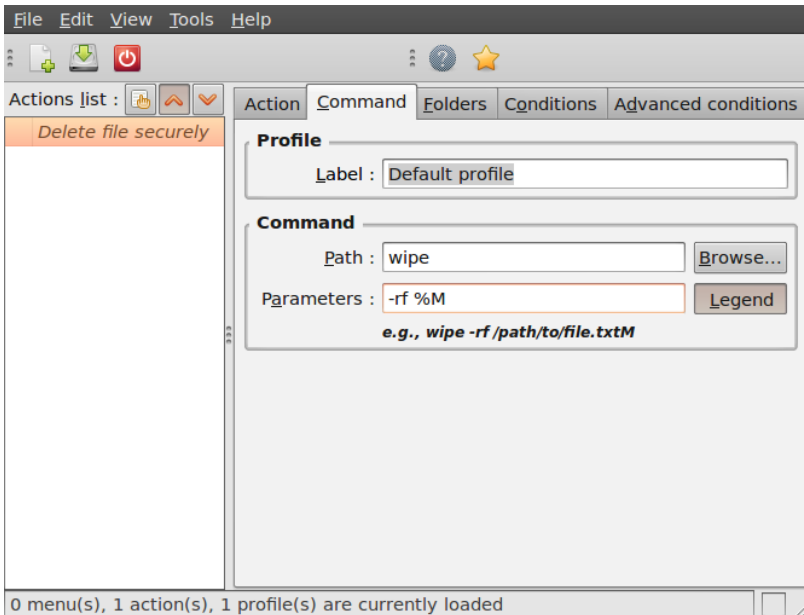 File Edit View Tools Help
Actions list :
Delete file securely
Action Command Folders Conditions Advanced conditions
Profile
Label : Default profile
Command
Path : wipe Browse...
Parameters : -rf %M Legend
e.g., wipe -rf /path/to/file.txtM
0 menu(s), 1 action(s), 1 profile(s) are currently loaded